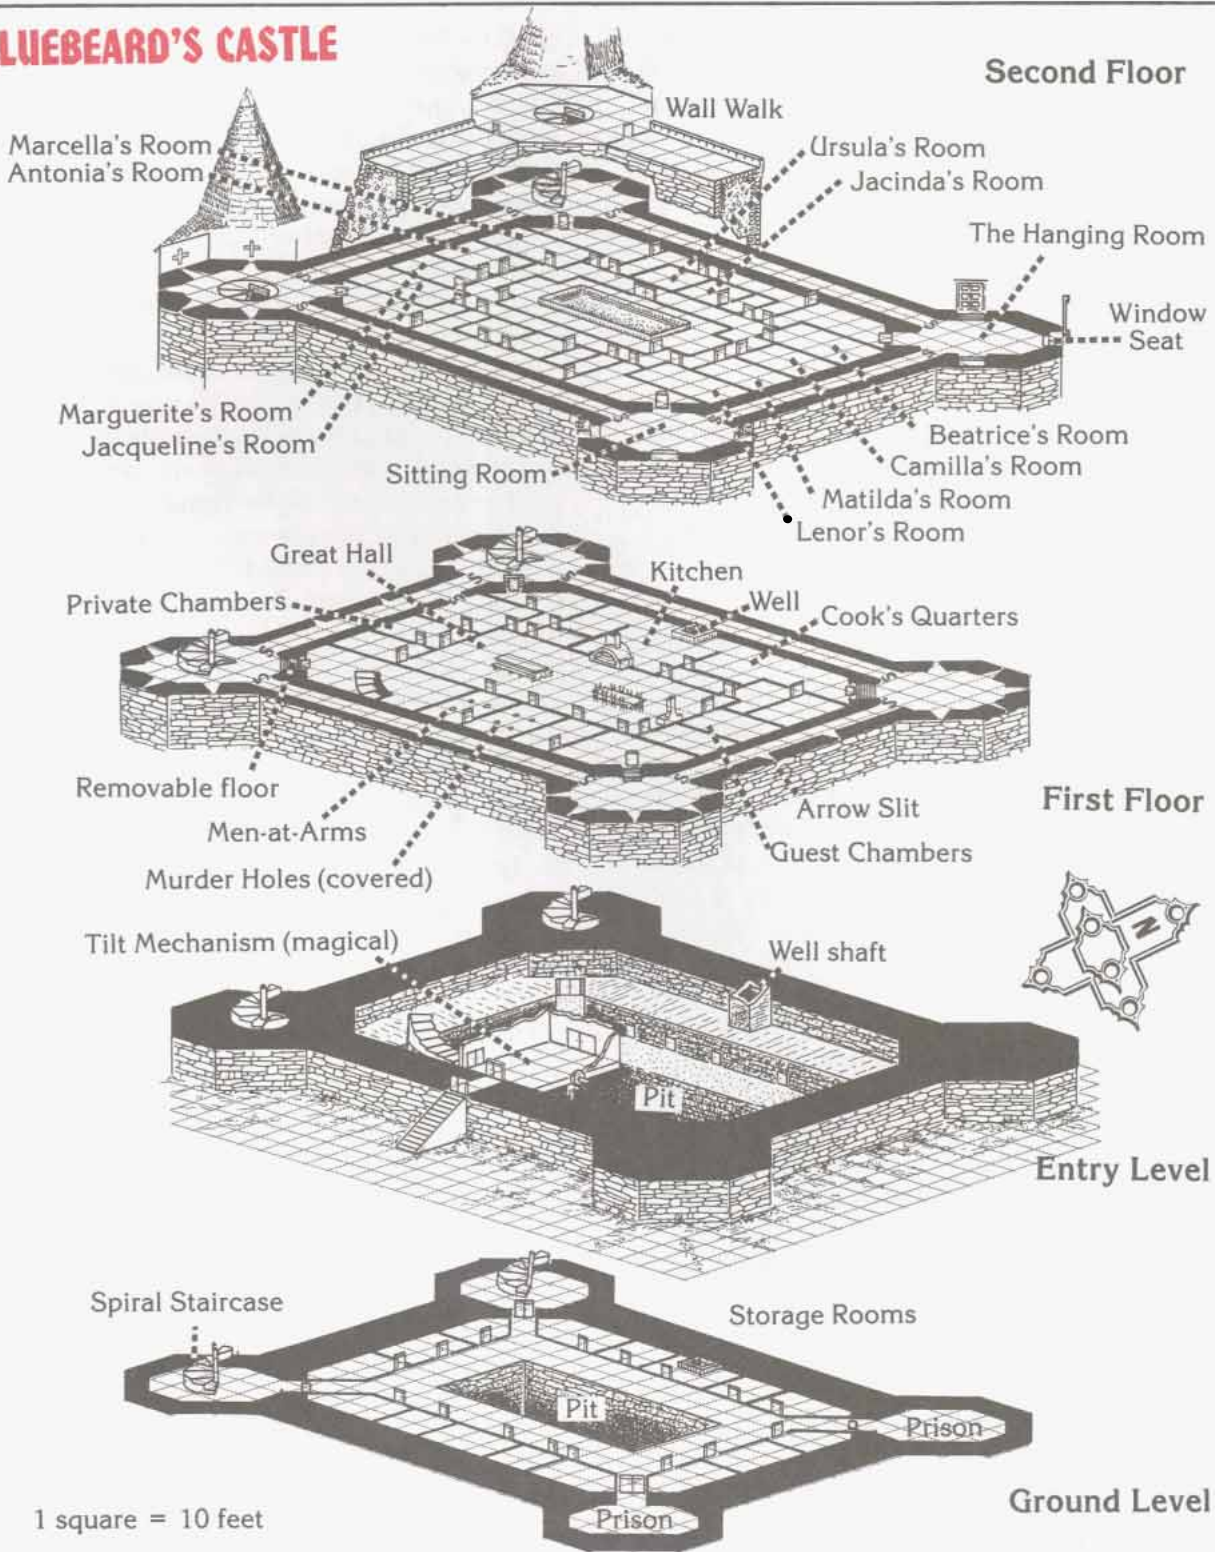 LUEBEARD'S CASTLE
Second Floor
Wall Walk
Marcella's Room
Antonia's Room
Ursula's Room
Jacinda's Room
The Hanging Room
Window
Seat
Marguerite's Room
Jacqueline's Room
Sitting Room
Beatrice's Room
Camilla's Room
Matilda's Room
Lenor's Room
Great Hall
Private Chambers
Kitchen
Well
Cook's Quarters
Removable floor
Men-at-Arms
Murder Holes (covered)
Arrow Slit
Guest Chambers
First Floor
N
Tilt Mechanism (magical)
Well shaft
Pit
Entry Level
Spiral Staircase
Storage Rooms
Pit
Prison
Prison
Ground Level
1 square = 10 feet